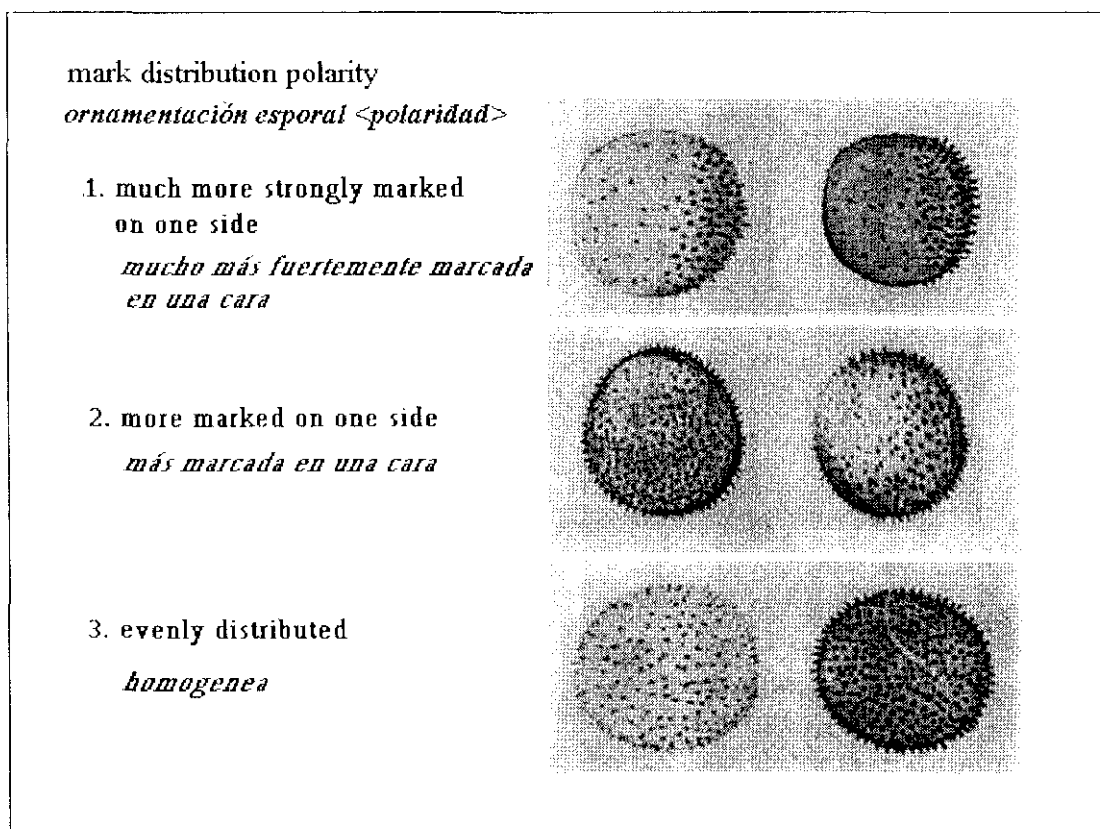 mark distribution polarity
ornamentación esporal <polaridad>
1. much more strongly marked
on one side
mucho más fuertemente marcada
en una cara
2. more marked on one side
más marcada en una cara
3. evenly distributed
homogenea